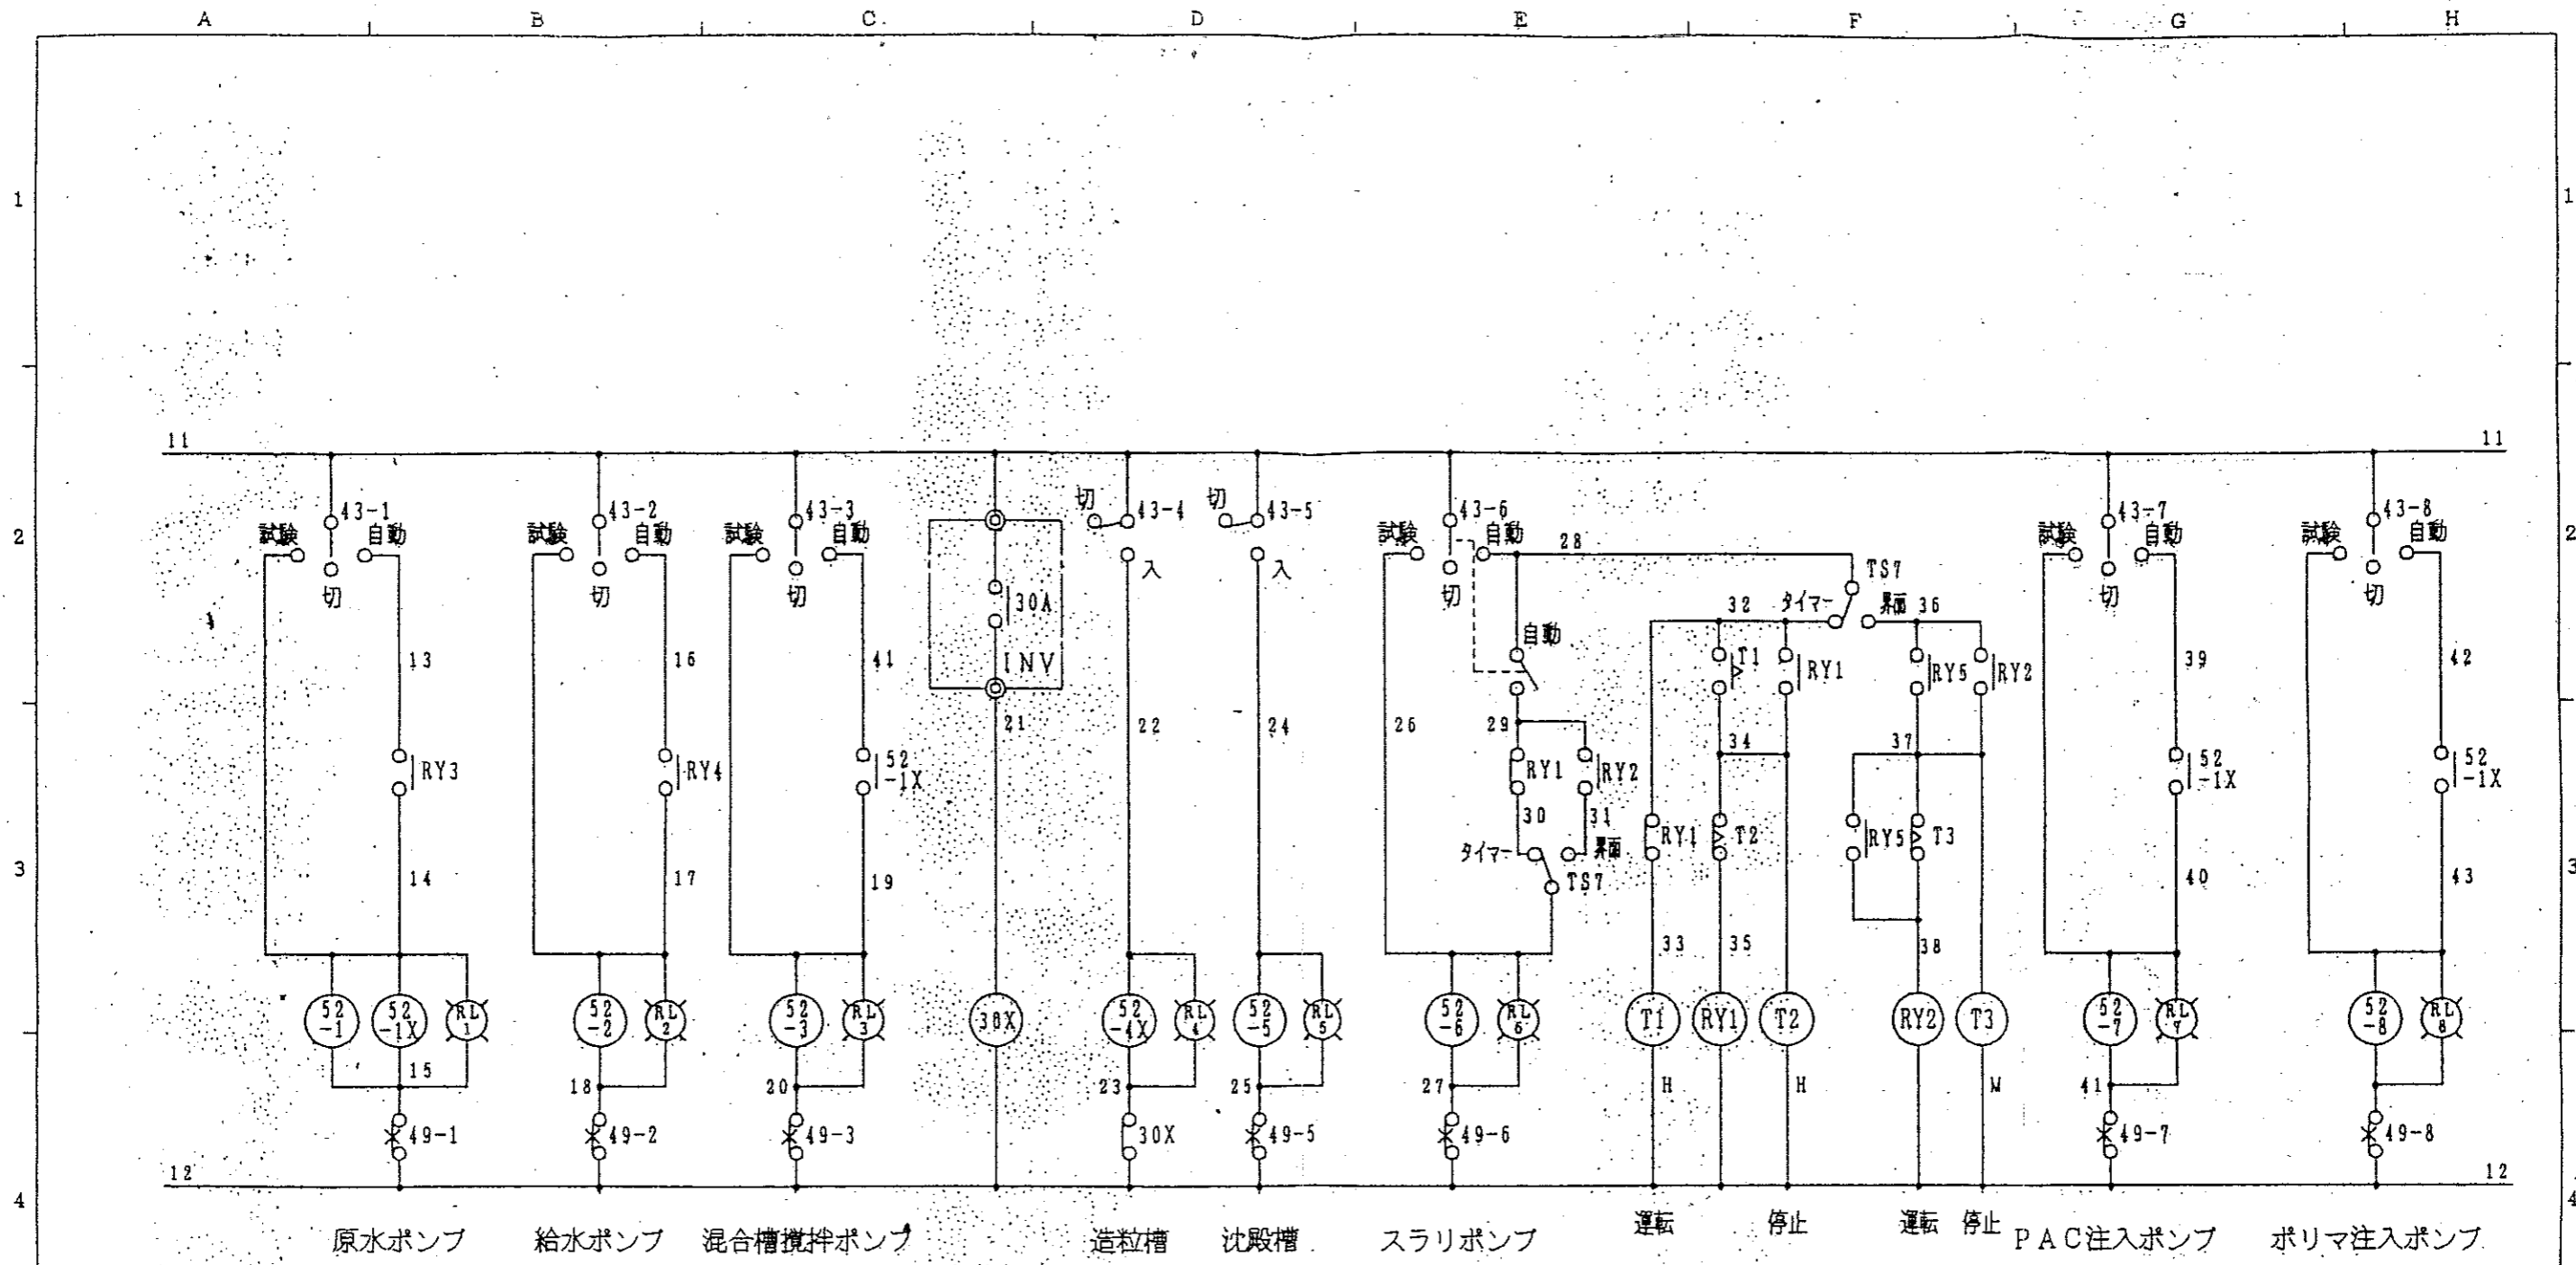 A B C D E F G H
1 1
11 11
43-1 43-2 43-3 切 43-4 切 43-5 43-6 43-7 43-8
2 試験 自動 試験 自動 試験 自動 試験 自動 28 試験 自動 試験 自動 2
切 切 切 入 入 切 TS7 切 切
30A 32 タイマー 界面 36
自動
13 16 41 INV T1 RY1 RY5 RY2 39 42
21 22 24 26 29
34 37
RY3 RY4 52 -1X RY1 RY2 52 -1X 52 -1X
30 31
RY1 T2 RY5 T3
タイマー 界面
3 14 17 19 TS7 40 43 3
33 35 38
52 -1 52 -1X RL 1 52 -2 RL 2 52 -3 RL 3 30X 52 -4X RL 4 52 -5 RL 5 52 -6 RL 6 T1 RY1 T2 RY2 T3 52 -7 RL 7 52 -8 RL 8
15 18 20 23 25 27 H H M 41
49-1 49-2 49-3 30X 49-5 49-6 49-7 49-8
12 12
4 4
原水ポンプ 給水ポンプ 混合槽撹拌ポンプ 造粒槽 沈殿槽 スラリポンプ 運転 停止 運転 停止 PAC注入ポンプ ポリマ注入ポンプ